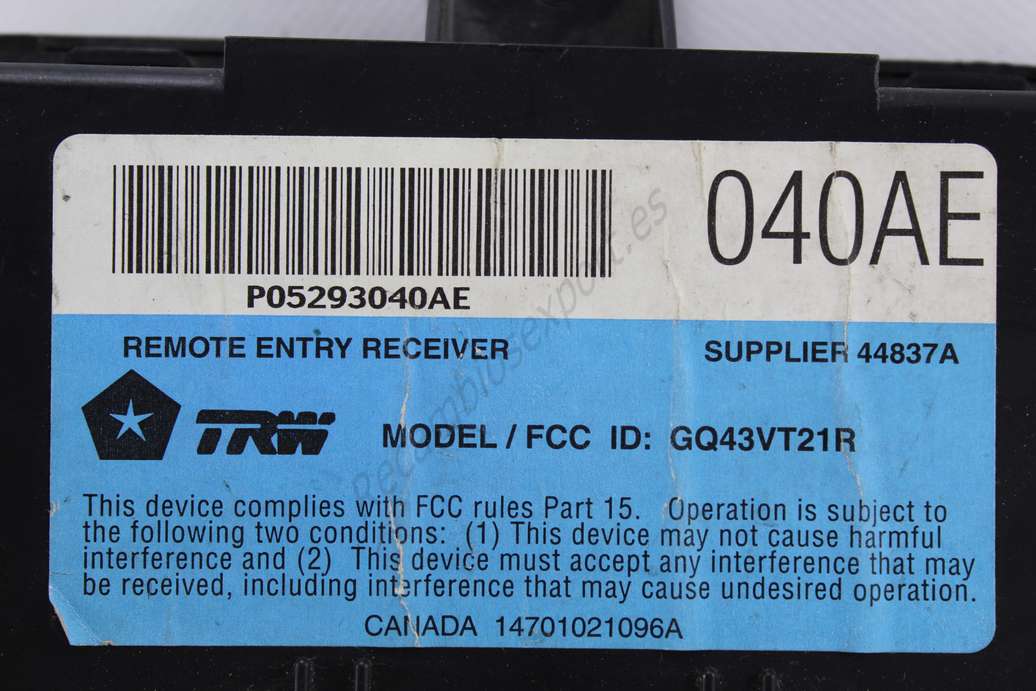 040AE
P05293040AE
REMOTE ENTRY RECEIVER SUPPLIER 44837A
TRW MODEL / FCC ID: GQ43VT21R
This device complies with FCC rules Part 15. Operation is subject to
the following two conditions: (1) This device may not cause harmful
interference and (2) This device must accept any interference that may
be received, including interference that may cause undesired operation.
CANADA 14701021096A
Recambiosexport.es